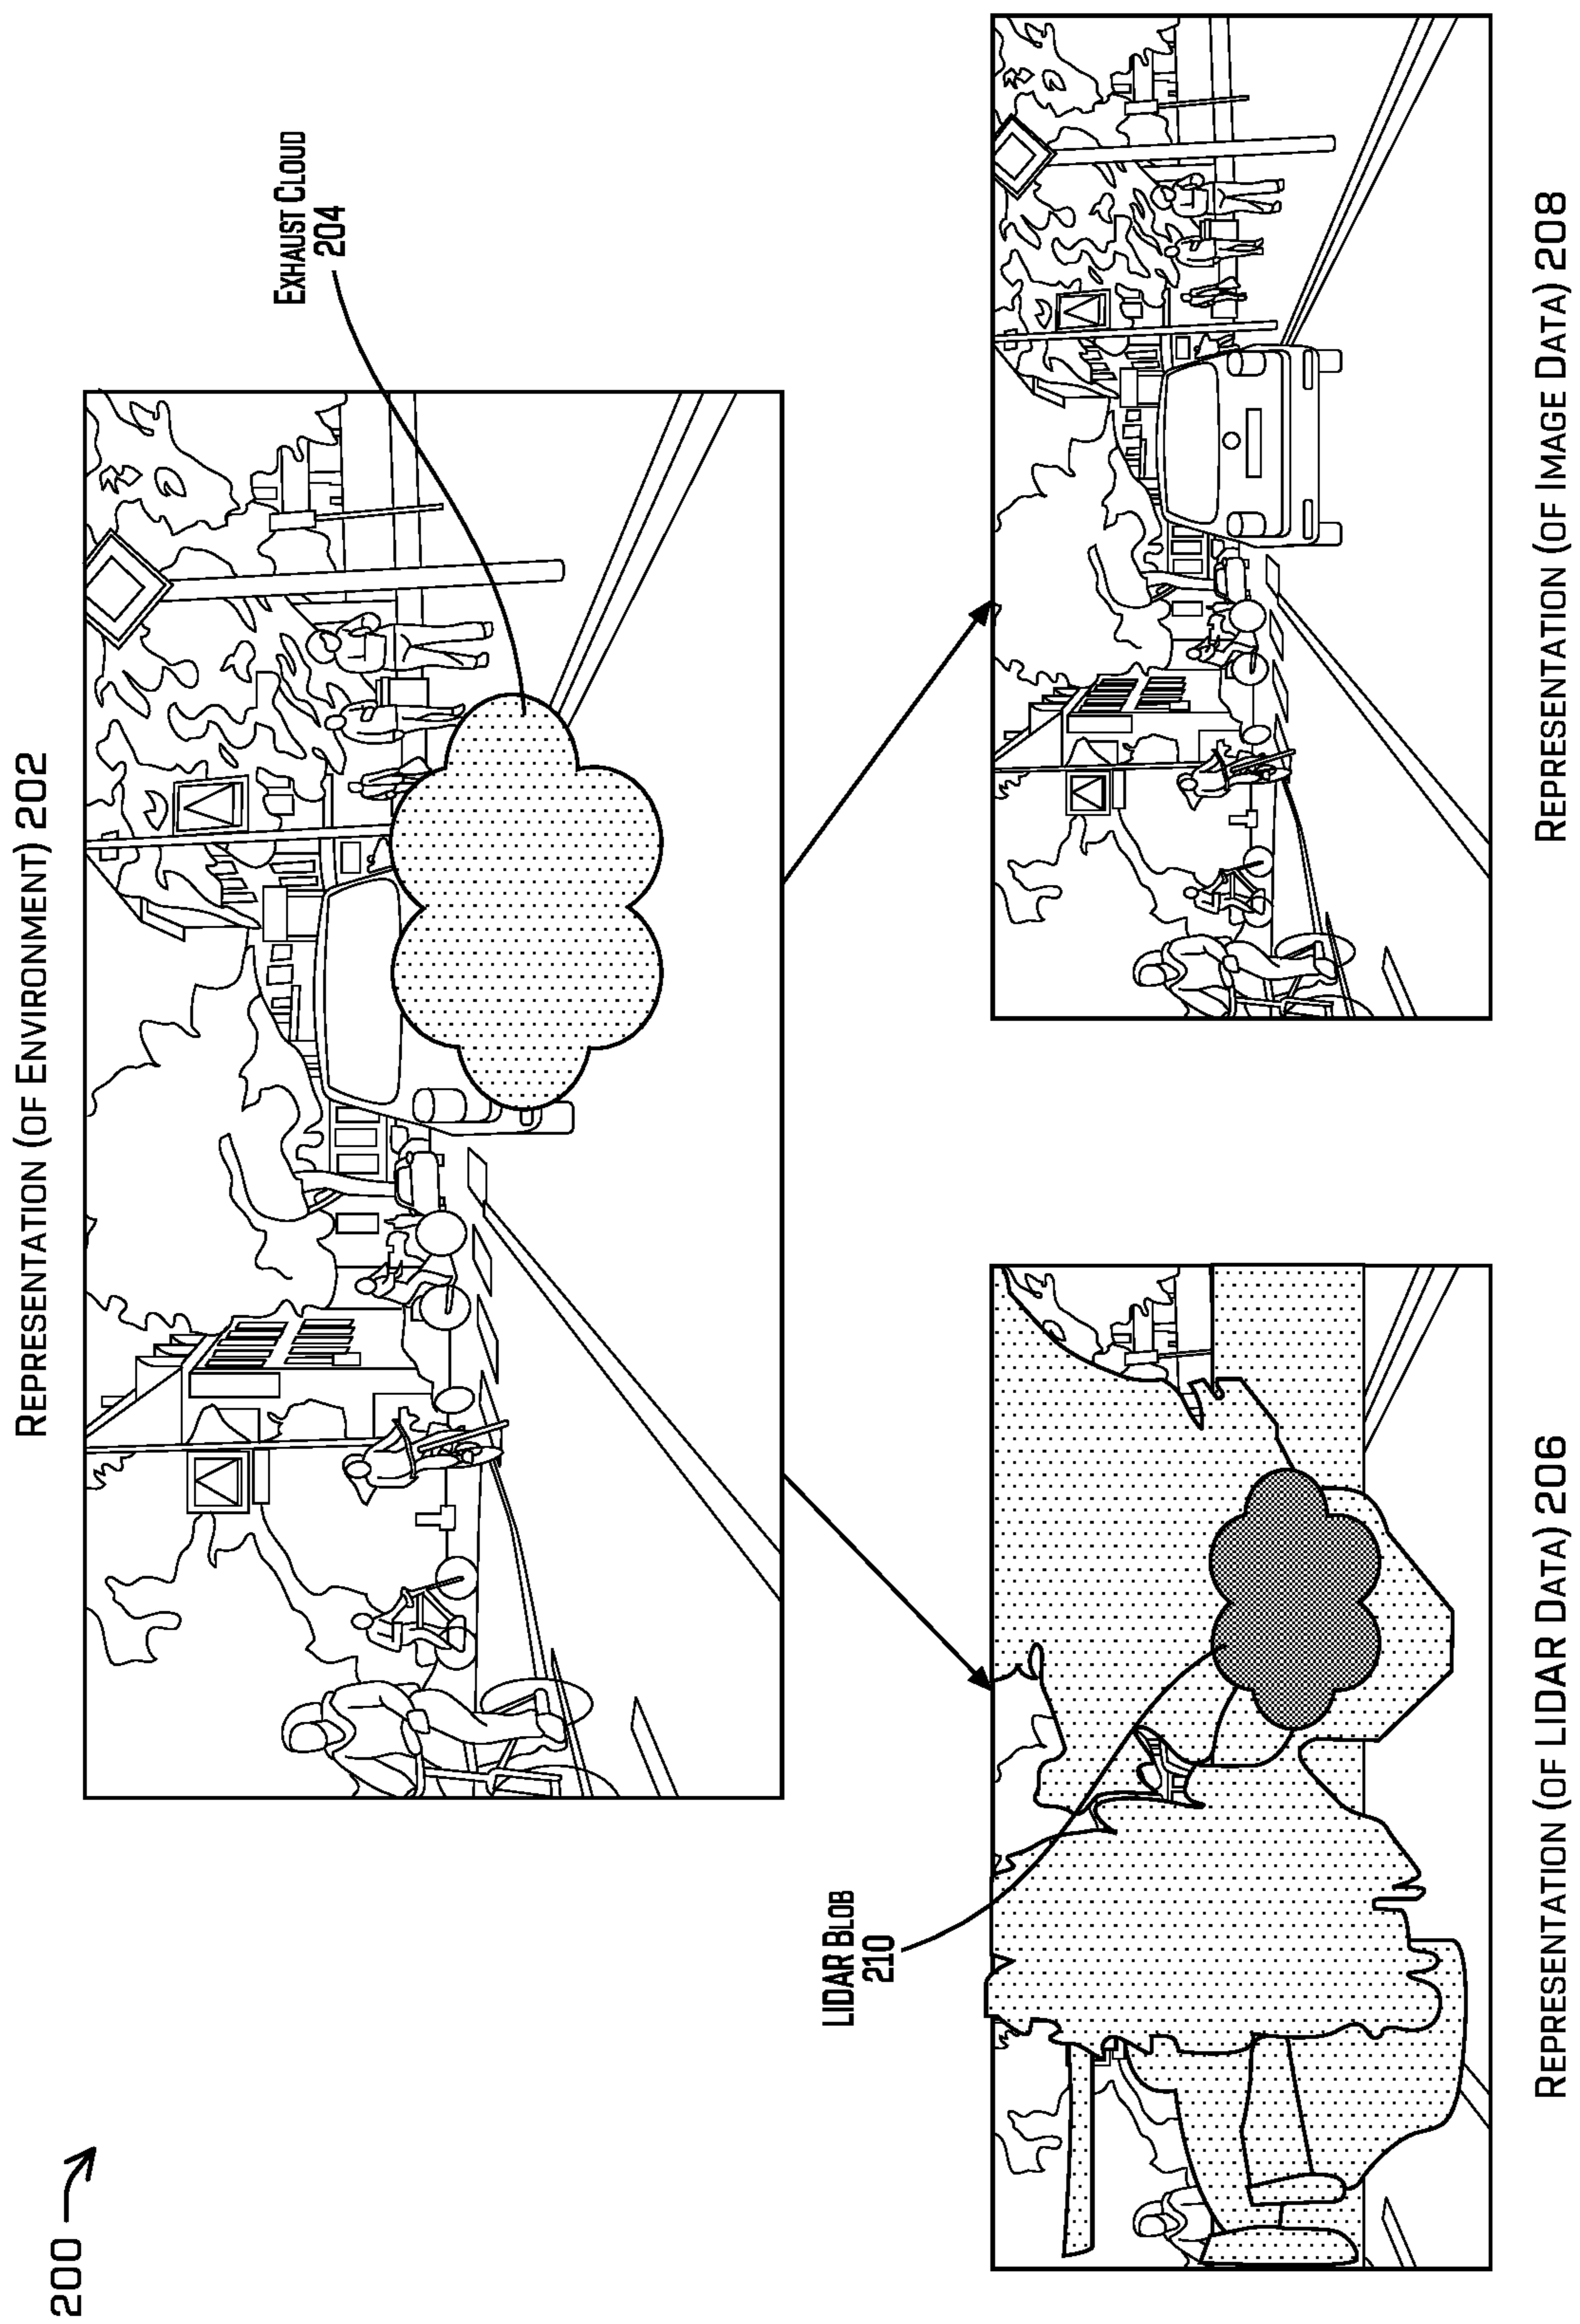 200
REPRESENTATION (OF ENVIRONMENT) 202
EXHAUST CLOUD
204
LIDAR BLOB
210
REPRESENTATION (OF LIDAR DATA) 206
REPRESENTATION (OF IMAGE DATA) 208